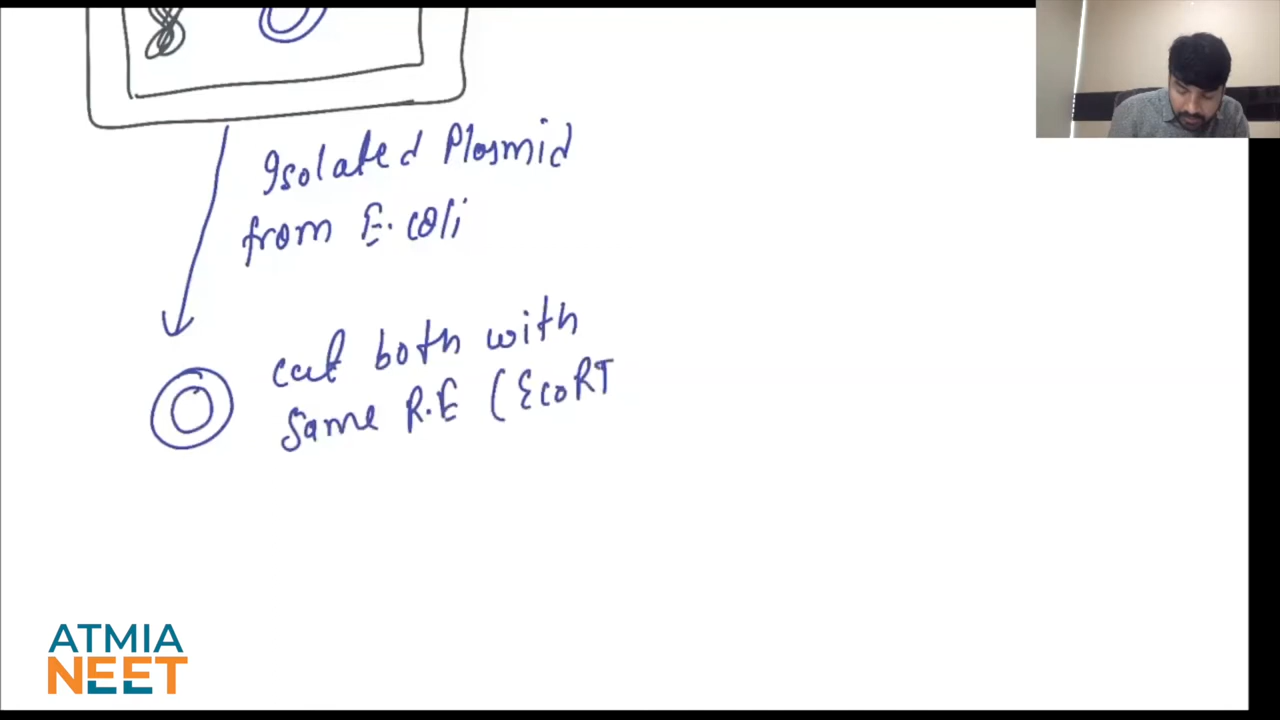 Isolated Plasmid
from E. coli
cut both with
same R.E (EcoRI
ATMIA
NEET